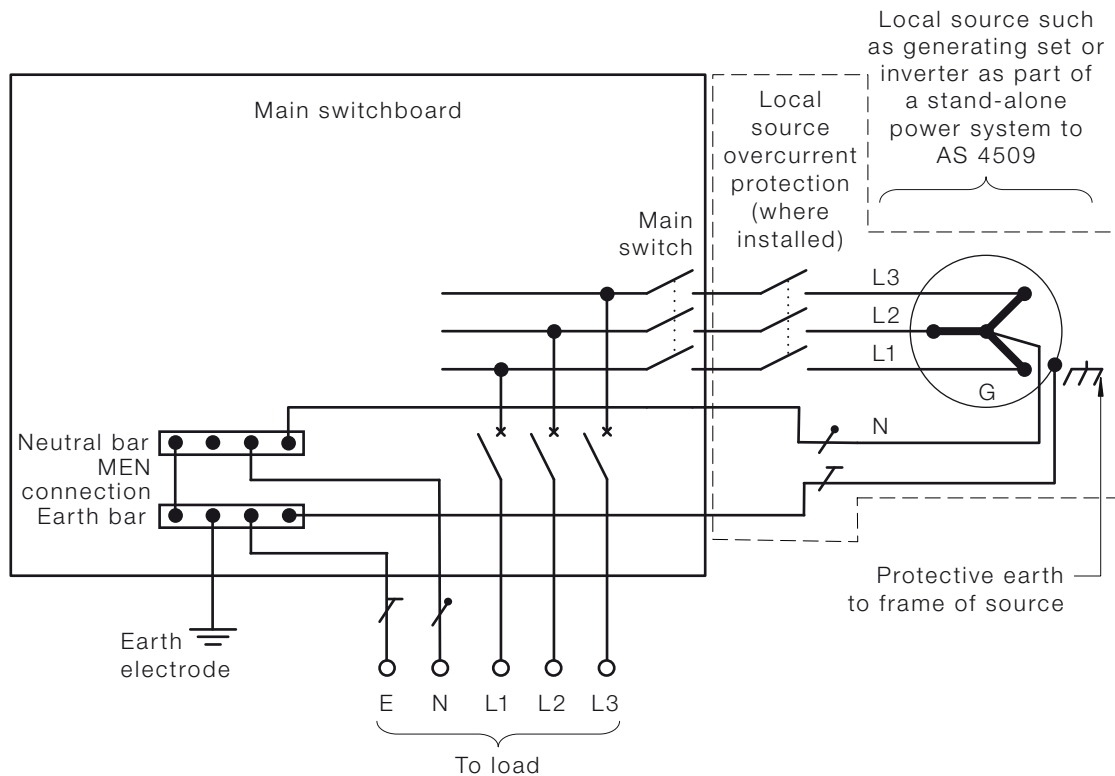 Local source such
as generating set or
inverter as part of
a stand-alone
power system to
AS 4509
Main switchboard
Local
source
overcurrent
protection
(where
installed)
Main
switch
L3
L2
L1
G
N
Neutral bar
MEN
connection
Earth bar
Protective earth
to frame of source
Earth
electrode
E N L1 L2 L3
To load